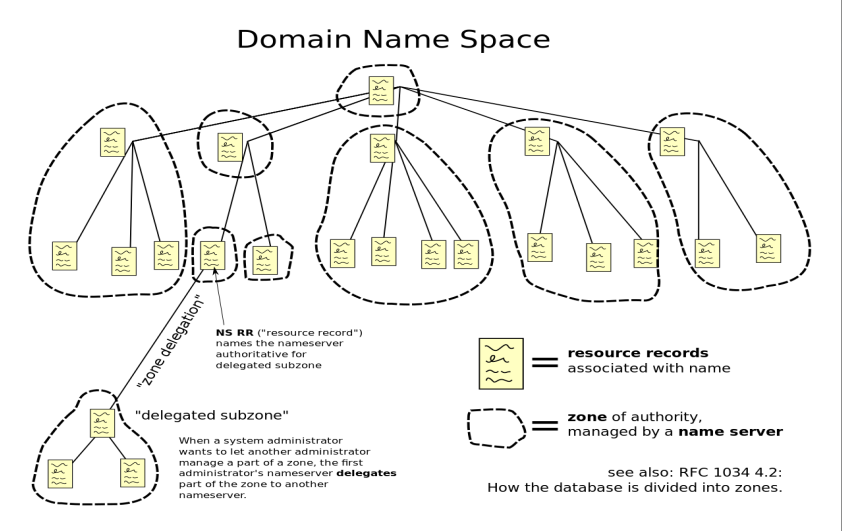 Domain Name Space
"zone delegation"
NS RR ("resource record")
names the nameserver
authoritative for
delegated subzone
resource records
associated with name
"delegated subzone"
zone of authority,
managed by a name server
When a system administrator
wants to let another administrator
manage a part of a zone, the first
administrator's nameserver delegates
part of the zone to another
nameserver.
see also: RFC 1034 4.2:
How the database is divided into zones.